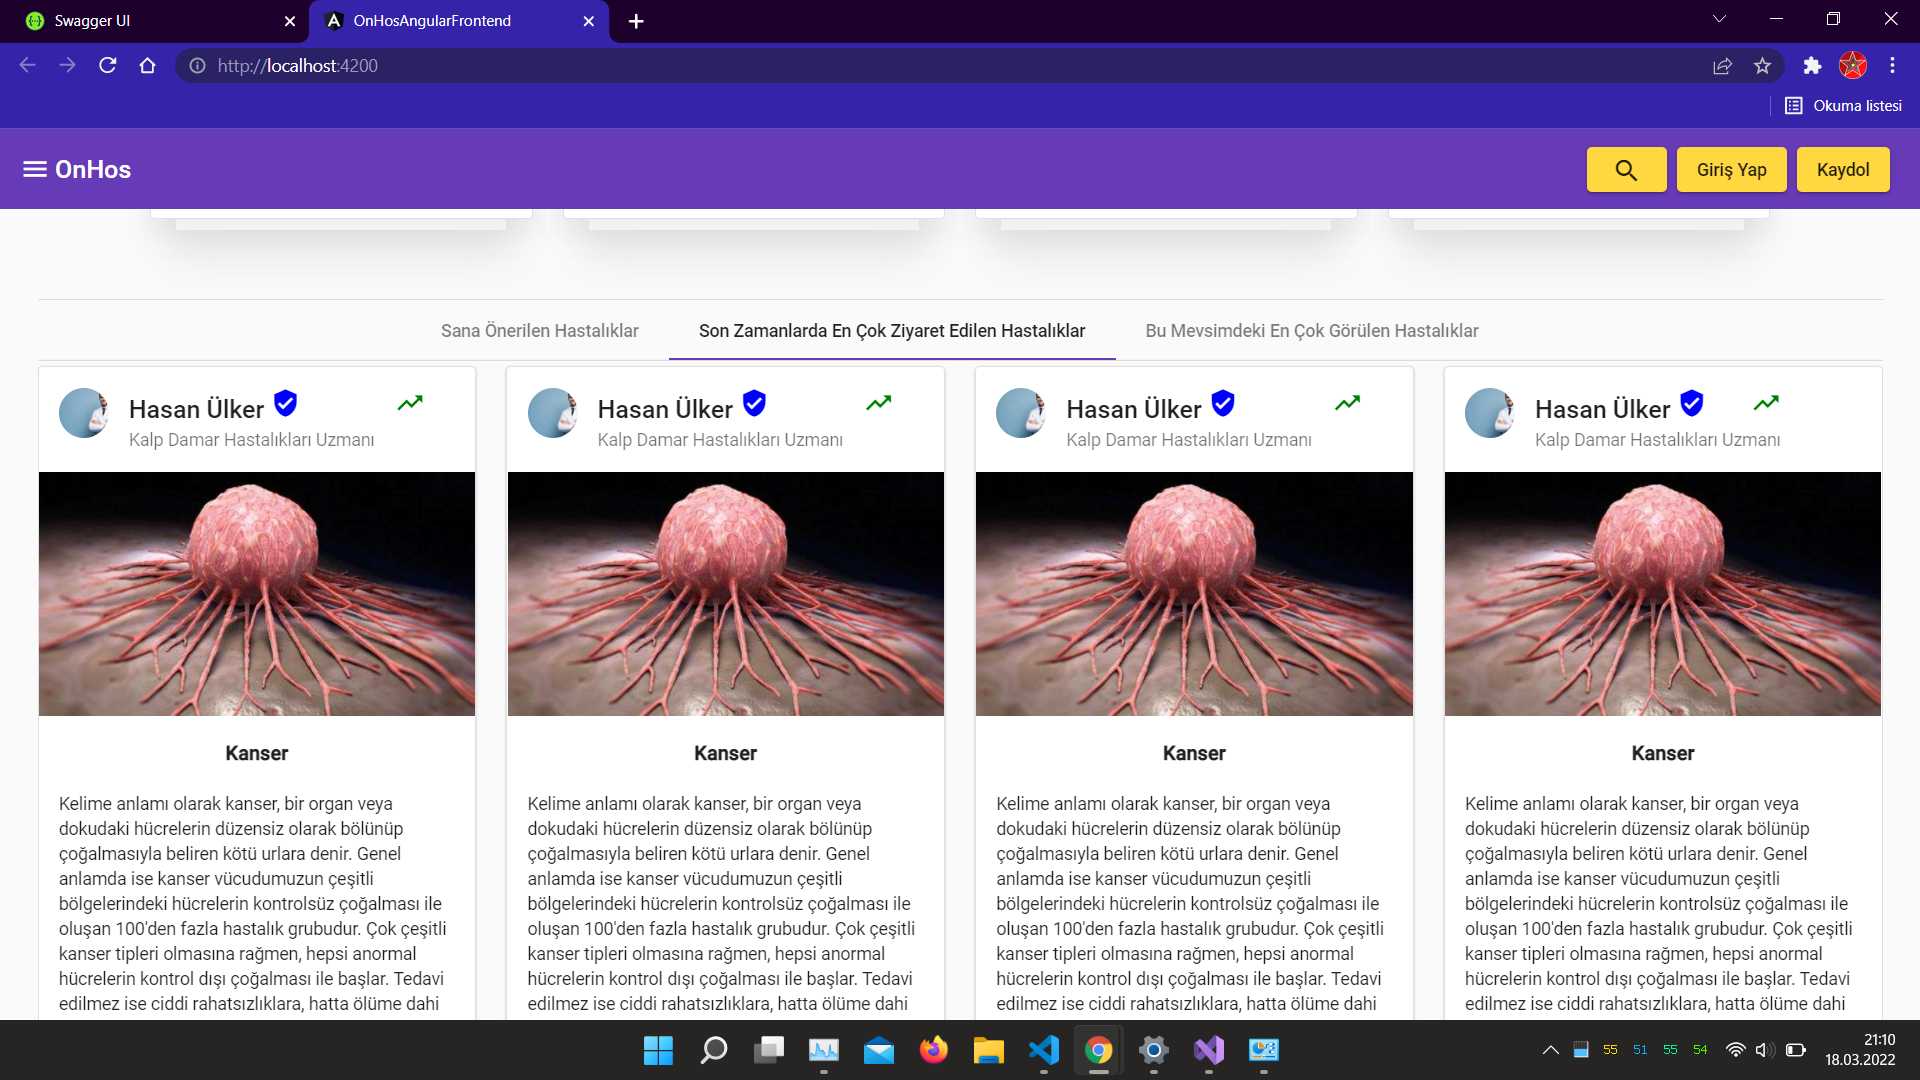 Swagger UI
OnHosAngularFrontend
http://localhost:4200
Okuma listesi
OnHos
Giriş Yap
Kaydol
Sana Önerilen Hastalıklar
Son Zamanlarda En Çok Ziyaret Edilen Hastalıklar
Bu Mevsimdeki En Çok Görülen Hastalıklar
Hasan Ülker
Kalp Damar Hastalıkları Uzmanı
Kanser
Kelime anlamı olarak kanser, bir organ veya
dokudaki hücrelerin düzensiz olarak bölünüp
çoğalmasıyla beliren kötü urlara denir. Genel
anlamda ise kanser vücudumuzun çeşitli
bölgelerindeki hücrelerin kontrolsüz çoğalması ile
oluşan 100'den fazla hastalık grubudur. Çok çeşitli
kanser tipleri olmasına rağmen, hepsi anormal
hücrelerin kontrol dışı çoğalması ile başlar. Tedavi
edilmez ise ciddi rahatsızlıklara, hatta ölüme dahi
Hasan Ülker
Kalp Damar Hastalıkları Uzmanı
Kanser
Kelime anlamı olarak kanser, bir organ veya
dokudaki hücrelerin düzensiz olarak bölünüp
çoğalmasıyla beliren kötü urlara denir. Genel
anlamda ise kanser vücudumuzun çeşitli
bölgelerindeki hücrelerin kontrolsüz çoğalması ile
oluşan 100'den fazla hastalık grubudur. Çok çeşitli
kanser tipleri olmasına rağmen, hepsi anormal
hücrelerin kontrol dışı çoğalması ile başlar. Tedavi
edilmez ise ciddi rahatsızlıklara, hatta ölüme dahi
Hasan Ülker
Kalp Damar Hastalıkları Uzmanı
Kanser
Kelime anlamı olarak kanser, bir organ veya
dokudaki hücrelerin düzensiz olarak bölünüp
çoğalmasıyla beliren kötü urlara denir. Genel
anlamda ise kanser vücudumuzun çeşitli
bölgelerindeki hücrelerin kontrolsüz çoğalması ile
oluşan 100'den fazla hastalık grubudur. Çok çeşitli
kanser tipleri olmasına rağmen, hepsi anormal
hücrelerin kontrol dışı çoğalması ile başlar. Tedavi
edilmez ise ciddi rahatsızlıklara, hatta ölüme dahi
Hasan Ülker
Kalp Damar Hastalıkları Uzmanı
Kanser
Kelime anlamı olarak kanser, bir organ veya
dokudaki hücrelerin düzensiz olarak bölünüp
çoğalmasıyla beliren kötü urlara denir. Genel
anlamda ise kanser vücudumuzun çeşitli
bölgelerindeki hücrelerin kontrolsüz çoğalması ile
oluşan 100'den fazla hastalık grubudur. Çok çeşitli
kanser tipleri olmasına rağmen, hepsi anormal
hücrelerin kontrol dışı çoğalması ile başlar. Tedavi
edilmez ise ciddi rahatsızlıklara, hatta ölüme dahi
55 51 55 54
21:10
18.03.2022